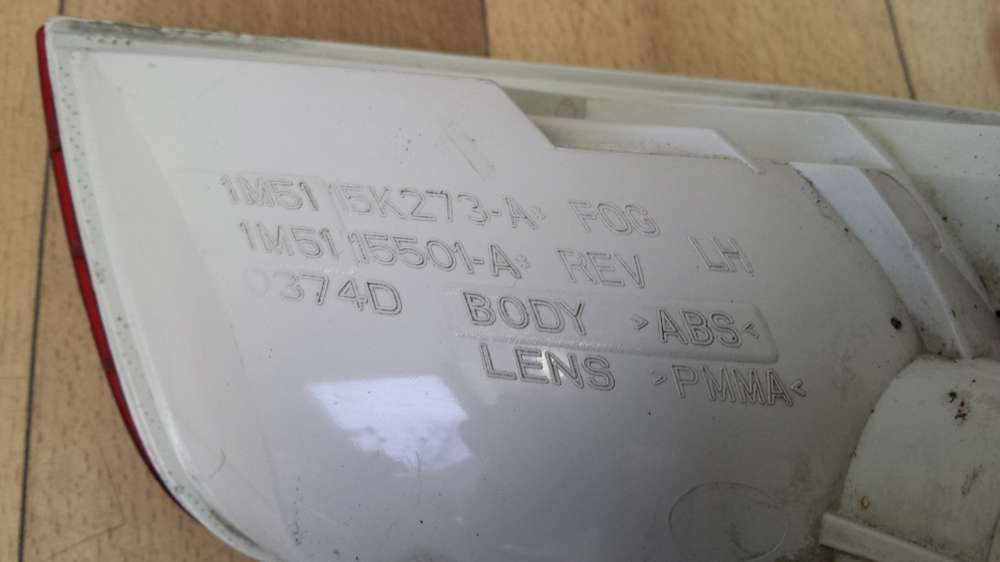 1M51 15K273-A FOG
1M51 15501-A REV LH
0374D BODY >ABS<
LENS >PMMA<